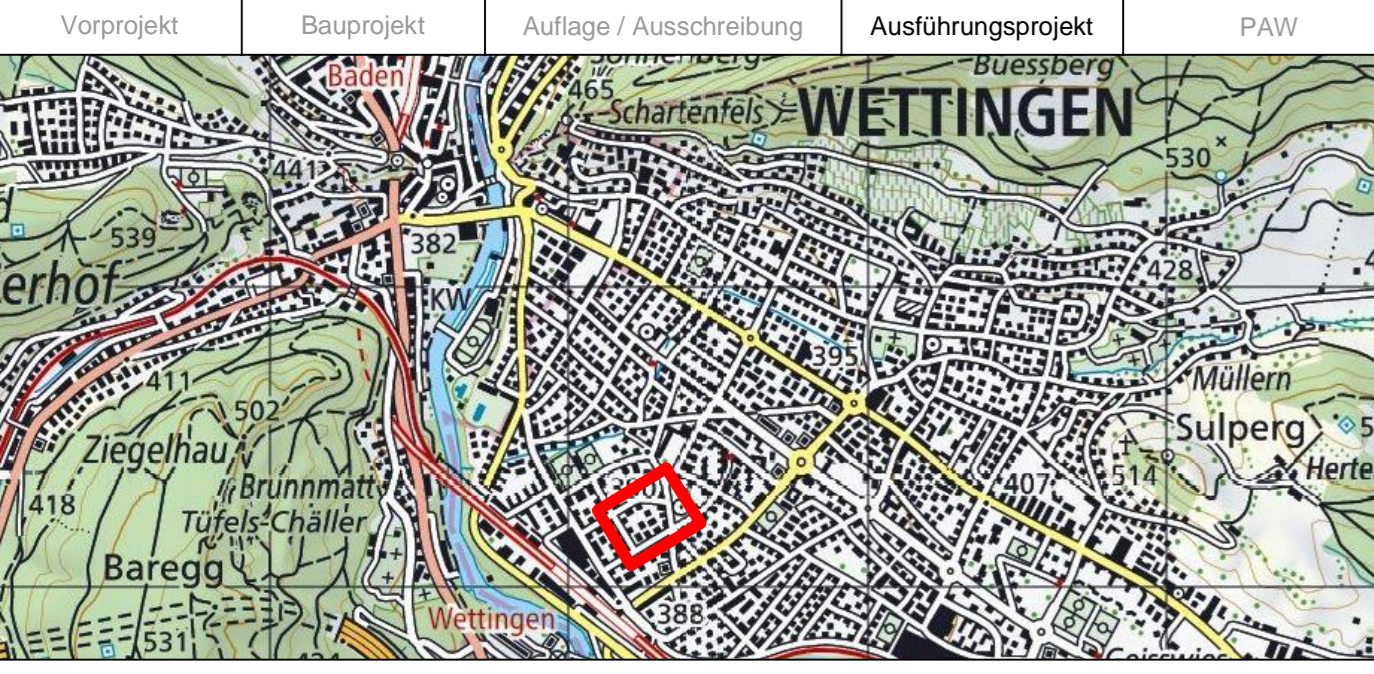 Vorprojekt Bauprojekt Auflage / Ausschreibung Ausführungsprojekt PAW
Sonnenberg
Buessberg
Baden
465
Schartenfels
WETTINGEN
530
441
539
382
428
erhof
KW
395
411
502
Müllern
Sulperg
Ziegelhau
514
407
Herte
418
Brunnmatt
Tüfels-Chäller
Baregg
Wettingen
388
531